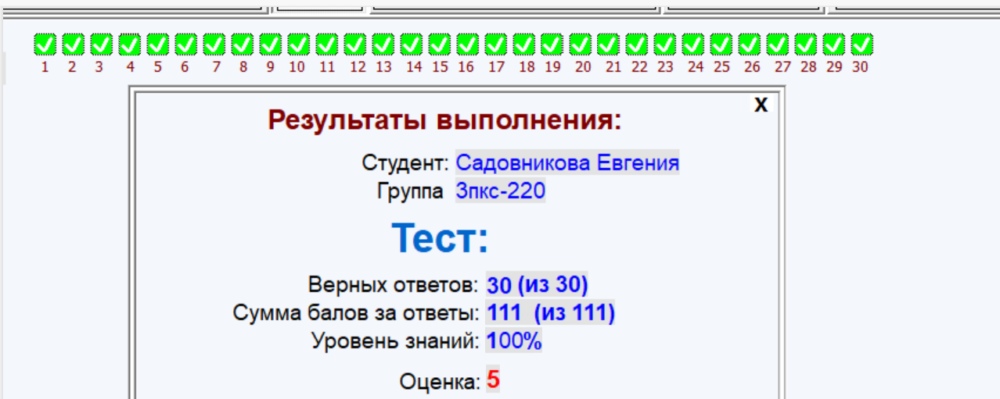 1 2 3 4 5 6 7 8 9 10 11 12 13 14 15 16 17 18 19 20 21 22 23 24 25 26 27 28 29 30
X
Результаты выполнения:
Студент: Садовникова Евгения
Группа 3пкс-220
Тест:
Верных ответов: 30 (из 30)
Сумма балов за ответы: 111 (из 111)
Уровень знаний: 100%
Оценка: 5